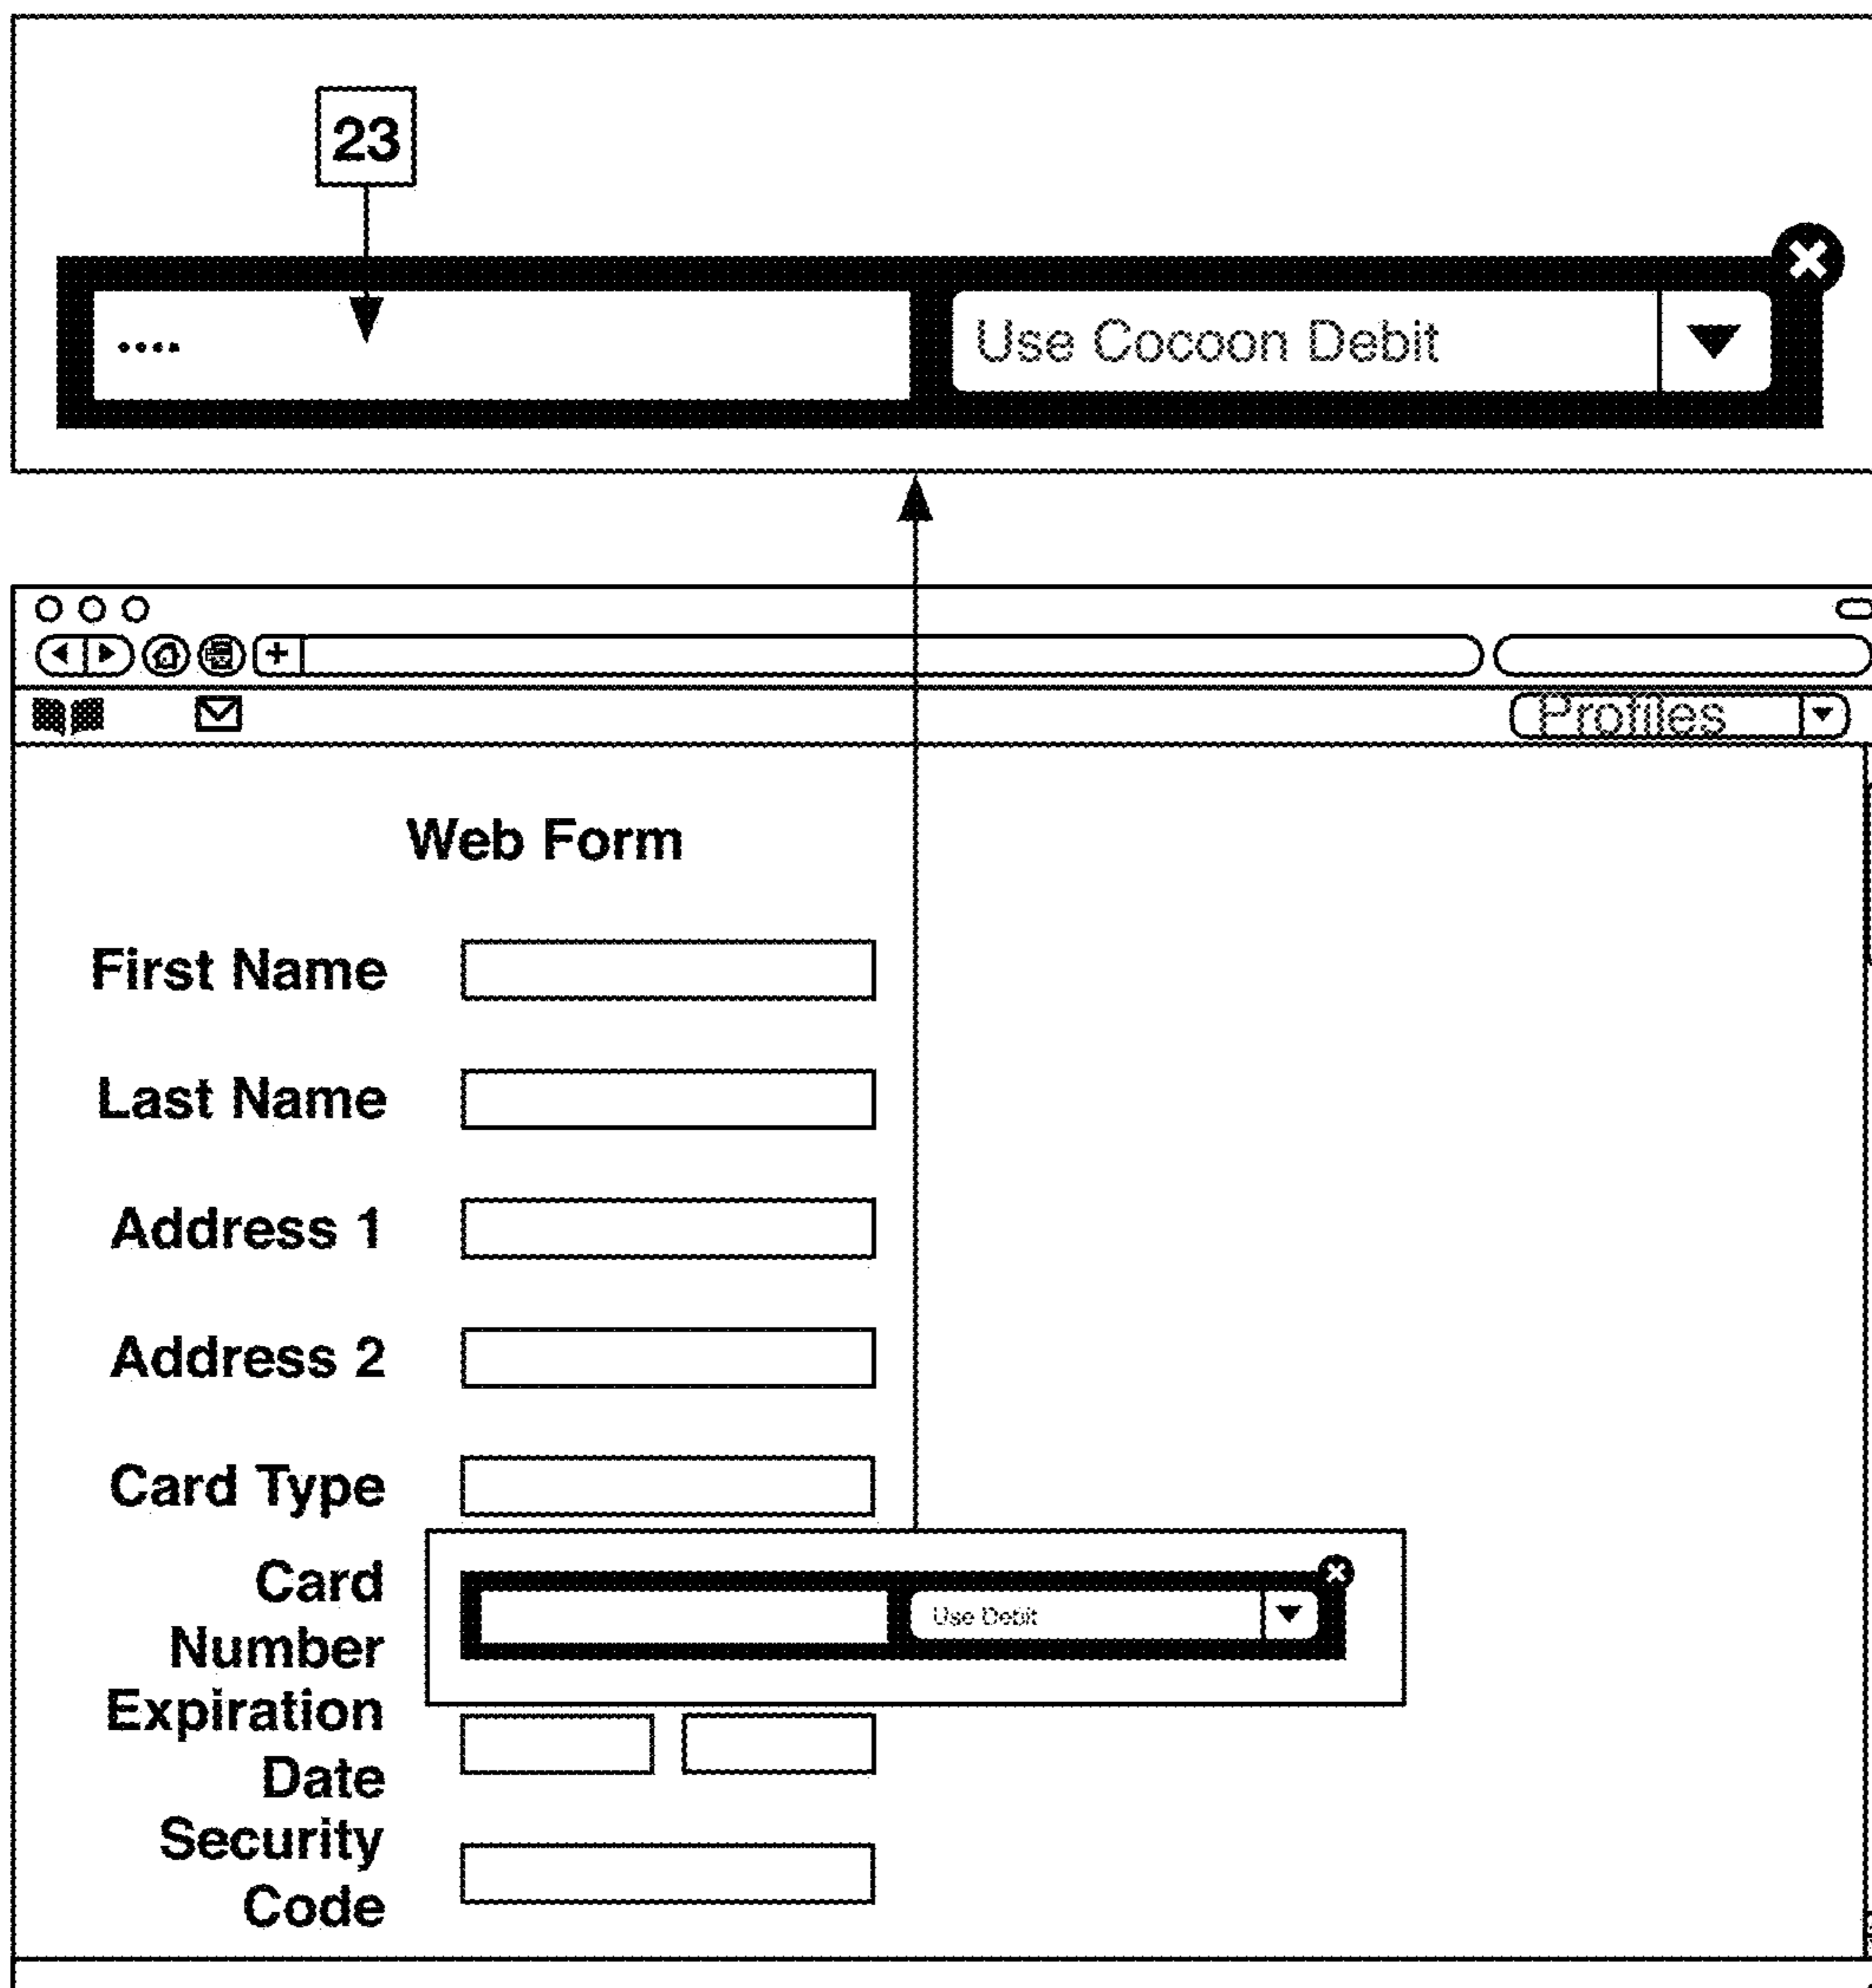 23
.... Use Cocoon Debit
Profiles
Web Form
First Name
Last Name
Address 1
Address 2
Card Type
Card
Number
Use Debit
Expiration
Date
Security
Code